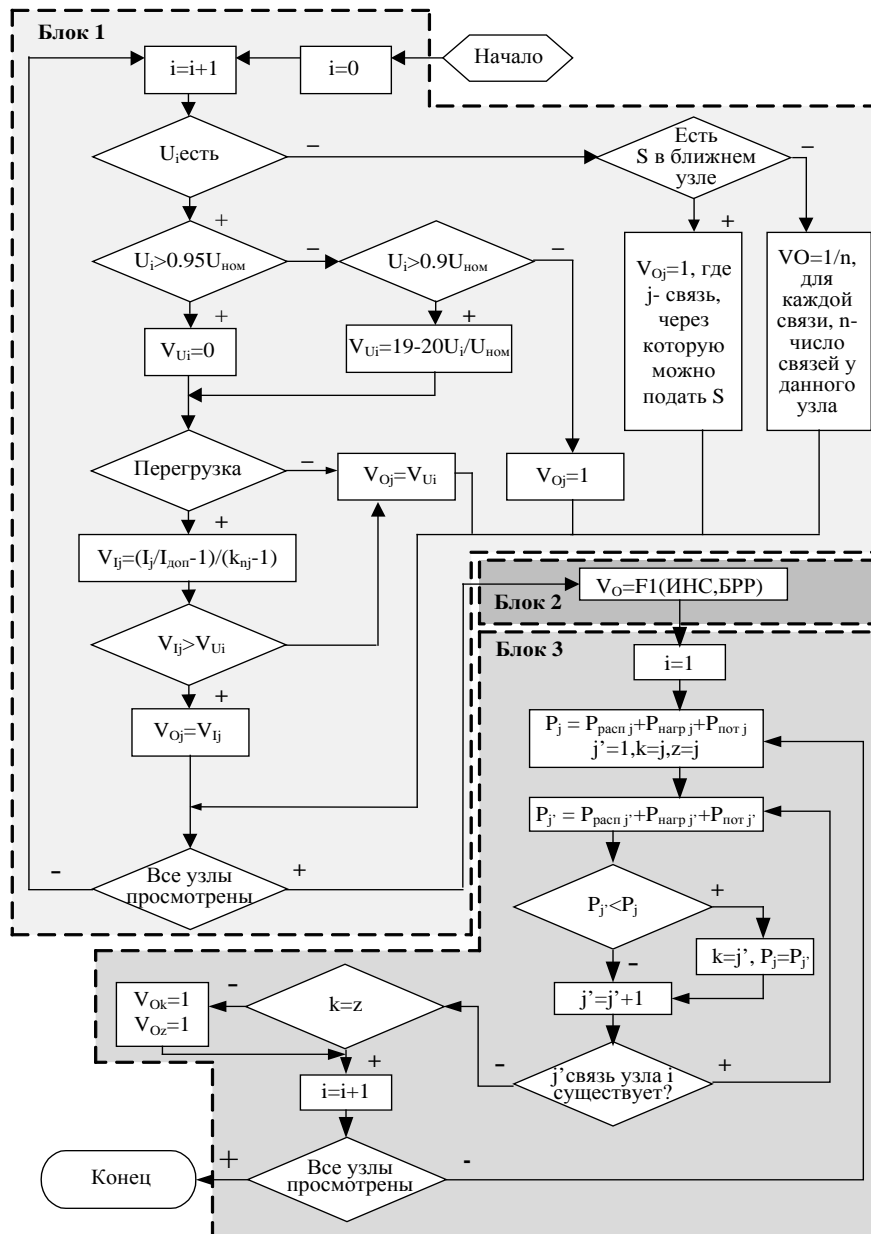 Блок 1
Начало
i=0
i=i+1
Uᵢесть
–
Есть
S в ближнем
узле
–
+
+
Uᵢ>0.95Uном
–
Uᵢ>0.9Uном
–
VOj=1, где
j- связь,
через
которую
можно
подать S
VO=1/n,
для
каждой
связи, n-
число
связей у
данного
узла
+
+
VUi=0
VUi=19-20Ui/Uном
Перегрузка
–
VOj=VUi
VOj=1
+
VIj=(Ij/Iдоп-1)/(knj-1)
VIj>VUi
+
VOj=VIj
Все узлы
просмотрены
-
+
VO=F1(ИНС,БРР)
Блок 2
Блок 3
i=1
Pj = Pрасп j+Pнагр j+Pпот j
j’=1,k=j,z=j
Pj’ = Pрасп j’+Pнагр j’+Pпот j’
Pj’<Pj
+
-
k=j’, Pj=Pj’
j’=j’+1
j’связь узла i
существует?
-
+
k=z
-
VOk=1
VOz=1
+
i=i+1
Все узлы
просмотрены
+
-
Конец